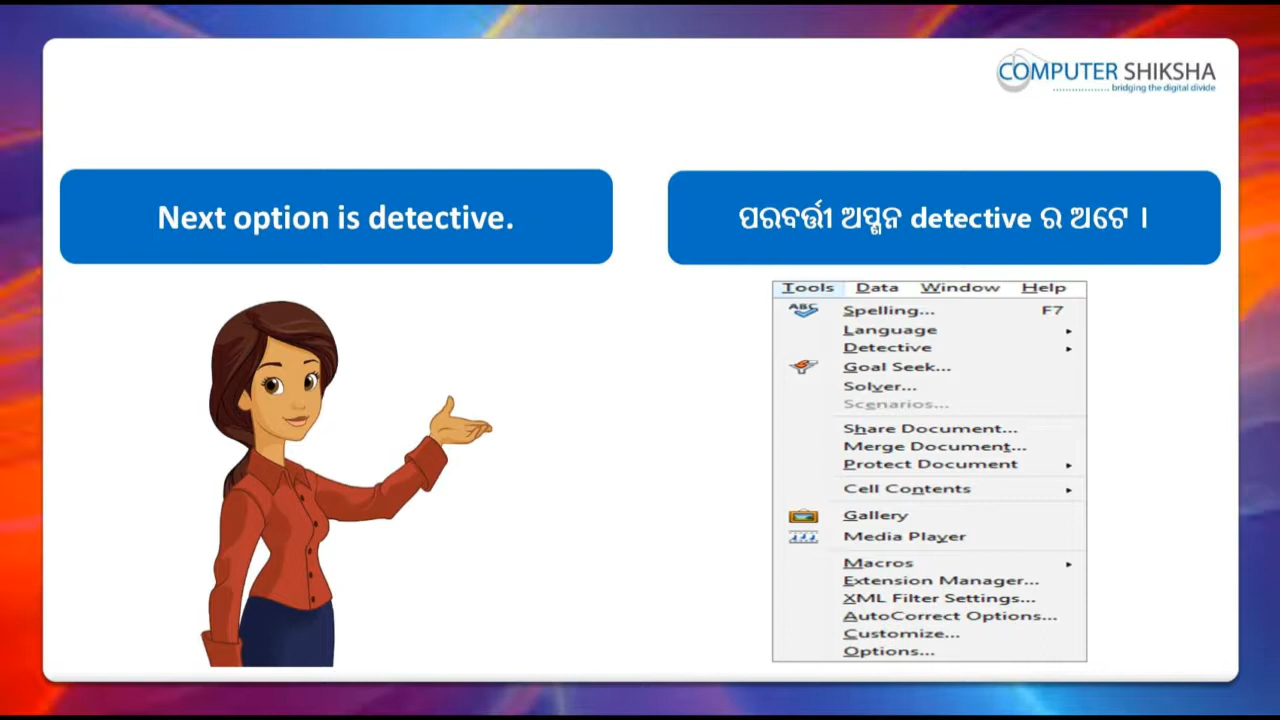 COMPUTER SHIKSHA
bridging the digital divide
Next option is detective.
ପରବର୍ତ୍ତୀ ଅପ୍ଶନ detective ର ଅଟେ ।
Tools Data Window Help
ABC Spelling... F7
Language
Detective
Goal Seek...
Solver...
Scenarios...
Share Document...
Merge Document...
Protect Document
Cell Contents
Gallery
Media Player
Macros
Extension Manager...
XML Filter Settings...
AutoCorrect Options...
Customize...
Options...